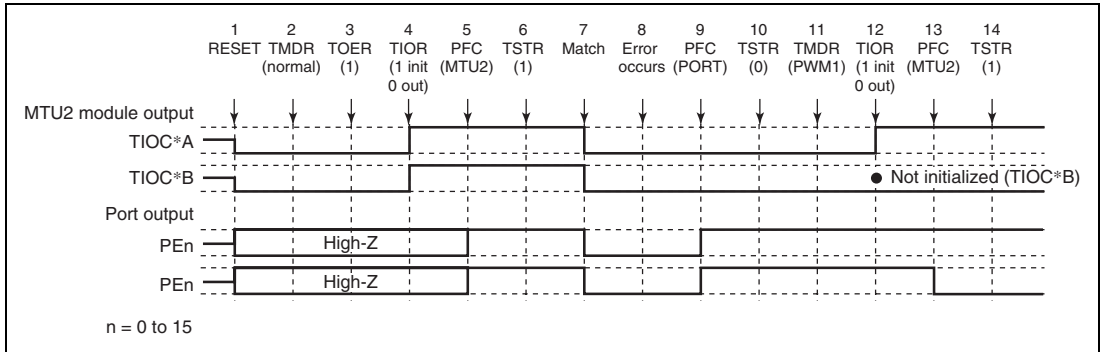 1 2 3 4 5 6 7 8 9 10 11 12 13 14
RESET TMDR TOER TIOR PFC TSTR Match Error PFC TSTR TMDR TIOR PFC TSTR
(normal) (1) (1 init (MTU2) (1) occurs (PORT) (0) (PWM1) (1 init (MTU2) (1)
0 out) 0 out)
MTU2 module output
TIOC*A
TIOC*B
● Not initialized (TIOC*B)
Port output
PEn High-Z
PEn High-Z
n = 0 to 15